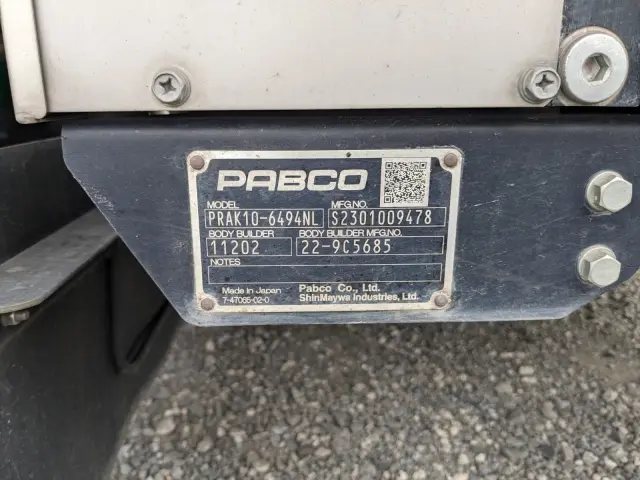 PABCO
MODEL MFG.NO.
PRAK10-6494NL S2301009478
BODY BUILDER BODY BUILDER MFG.NO.
11202 22-9C5685
NOTES
Made in Japan Pabco Co., Ltd.
7-47065-02-0 ShinMaywa Industries, Ltd.